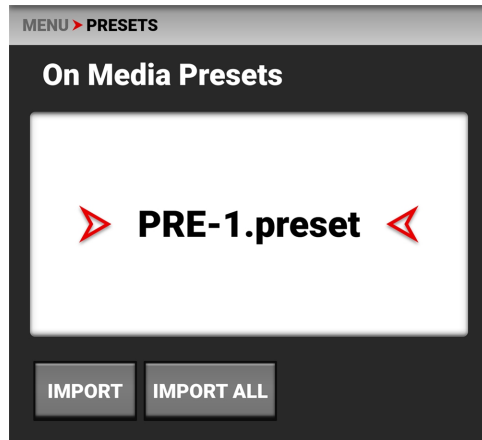 MENU > PRESETS
On Media Presets
PRE-1.preset
IMPORT IMPORT ALL